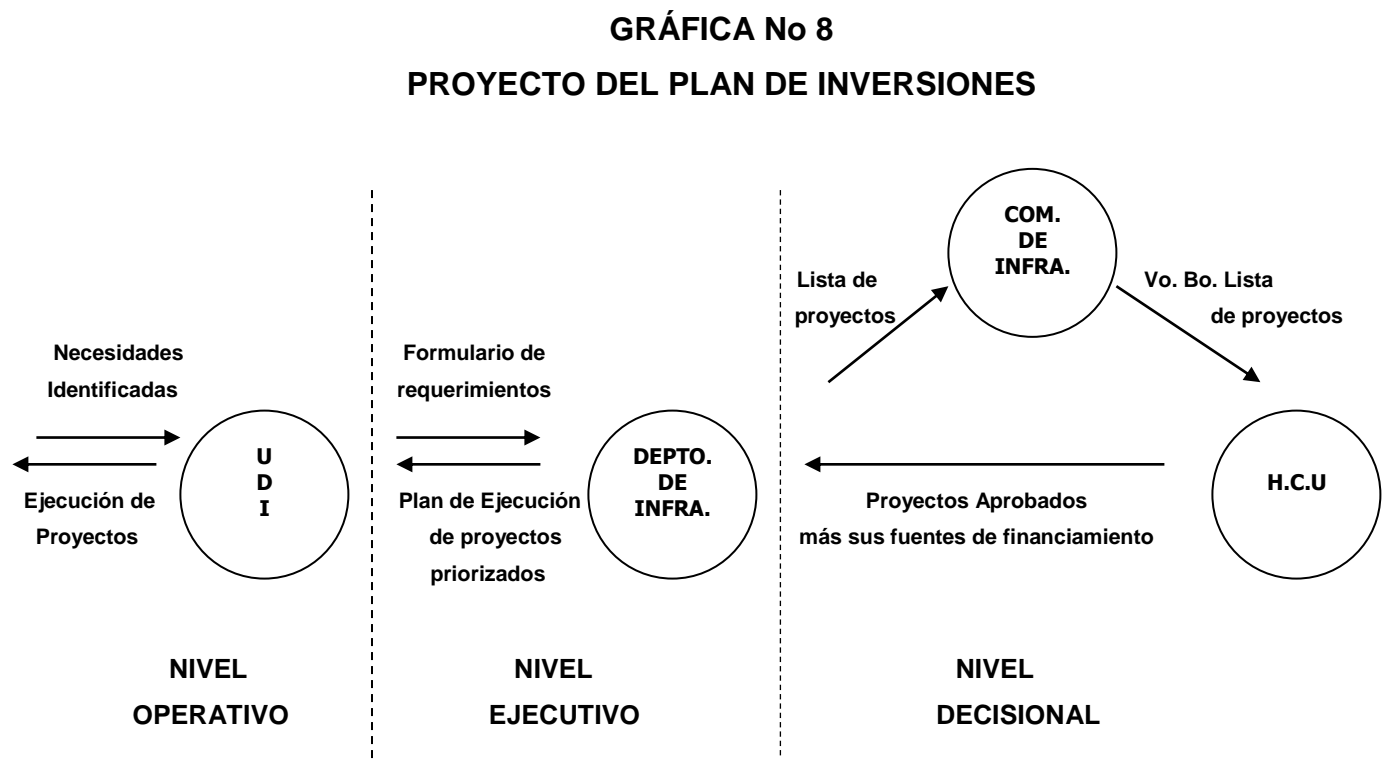 GRÁFICA No 8
PROYECTO DEL PLAN DE INVERSIONES
Necesidades
Identificadas
Ejecución de
Proyectos
U
D
I
NIVEL
OPERATIVO
Formulario de
requerimientos
Plan de Ejecución
de proyectos
priorizados
DEPTO.
DE
INFRA.
NIVEL
EJECUTIVO
Lista de
proyectos
COM.
DE
INFRA.
Vo. Bo. Lista
de proyectos
H.C.U
Proyectos Aprobados
más sus fuentes de financiamiento
NIVEL
DECISIONAL